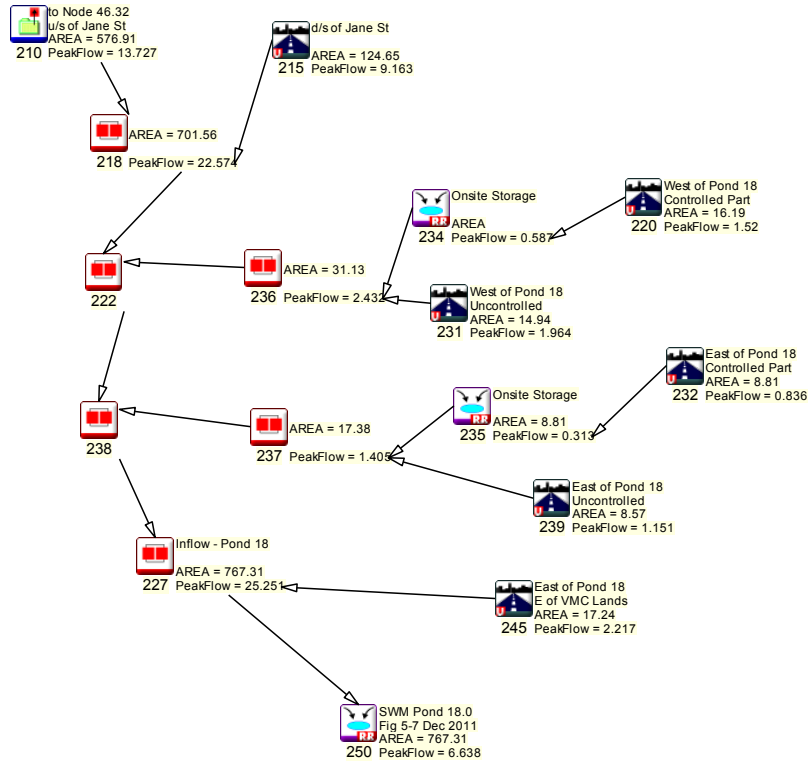 to Node 46.32
u/s of Jane St
AREA = 576.91
210 PeakFlow = 13.727
d/s of Jane St
AREA = 124.65
215 PeakFlow = 9.163
AREA = 701.56
218 PeakFlow = 22.574
Onsite Storage
AREA
234 PeakFlow = 0.587
U
West of Pond 18
Controlled Part
AREA = 16.19
220 PeakFlow = 1.52
222
AREA = 31.13
236 PeakFlow = 2.432
West of Pond 18
Uncontrolled
AREA = 14.94
231 PeakFlow = 1.964
East of Pond 18
Controlled Part
AREA = 8.81
232 PeakFlow = 0.836
238
AREA = 17.38
237 PeakFlow = 1.405
Onsite Storage
AREA = 8.81
235 PeakFlow = 0.313
East of Pond 18
Uncontrolled
AREA = 8.57
239 PeakFlow = 1.151
Inflow - Pond 18
AREA = 767.31
227 PeakFlow = 25.251
East of Pond 18
E of VMC Lands
AREA = 17.24
245 PeakFlow = 2.217
SWM Pond 18.0
Fig 5-7 Dec 2011
RR AREA = 767.31
250 PeakFlow = 6.638